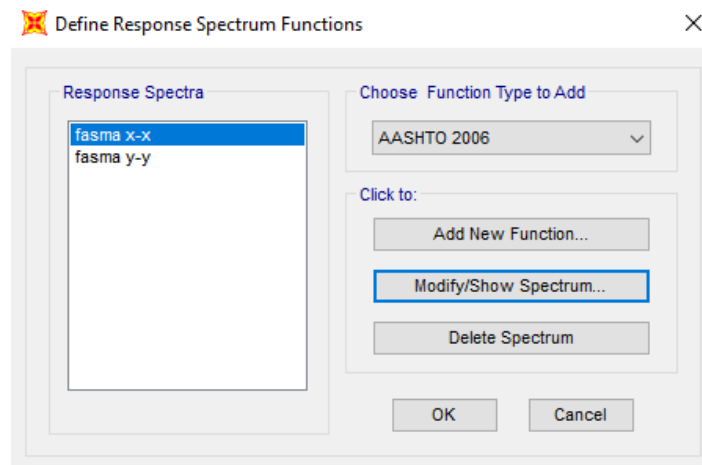 Define Response Spectrum Functions
Response Spectra
fasma x-x
fasma y-y
Choose Function Type to Add
AASHTO 2006
Click to:
Add New Function...
Modify/Show Spectrum...
Delete Spectrum
OK
Cancel